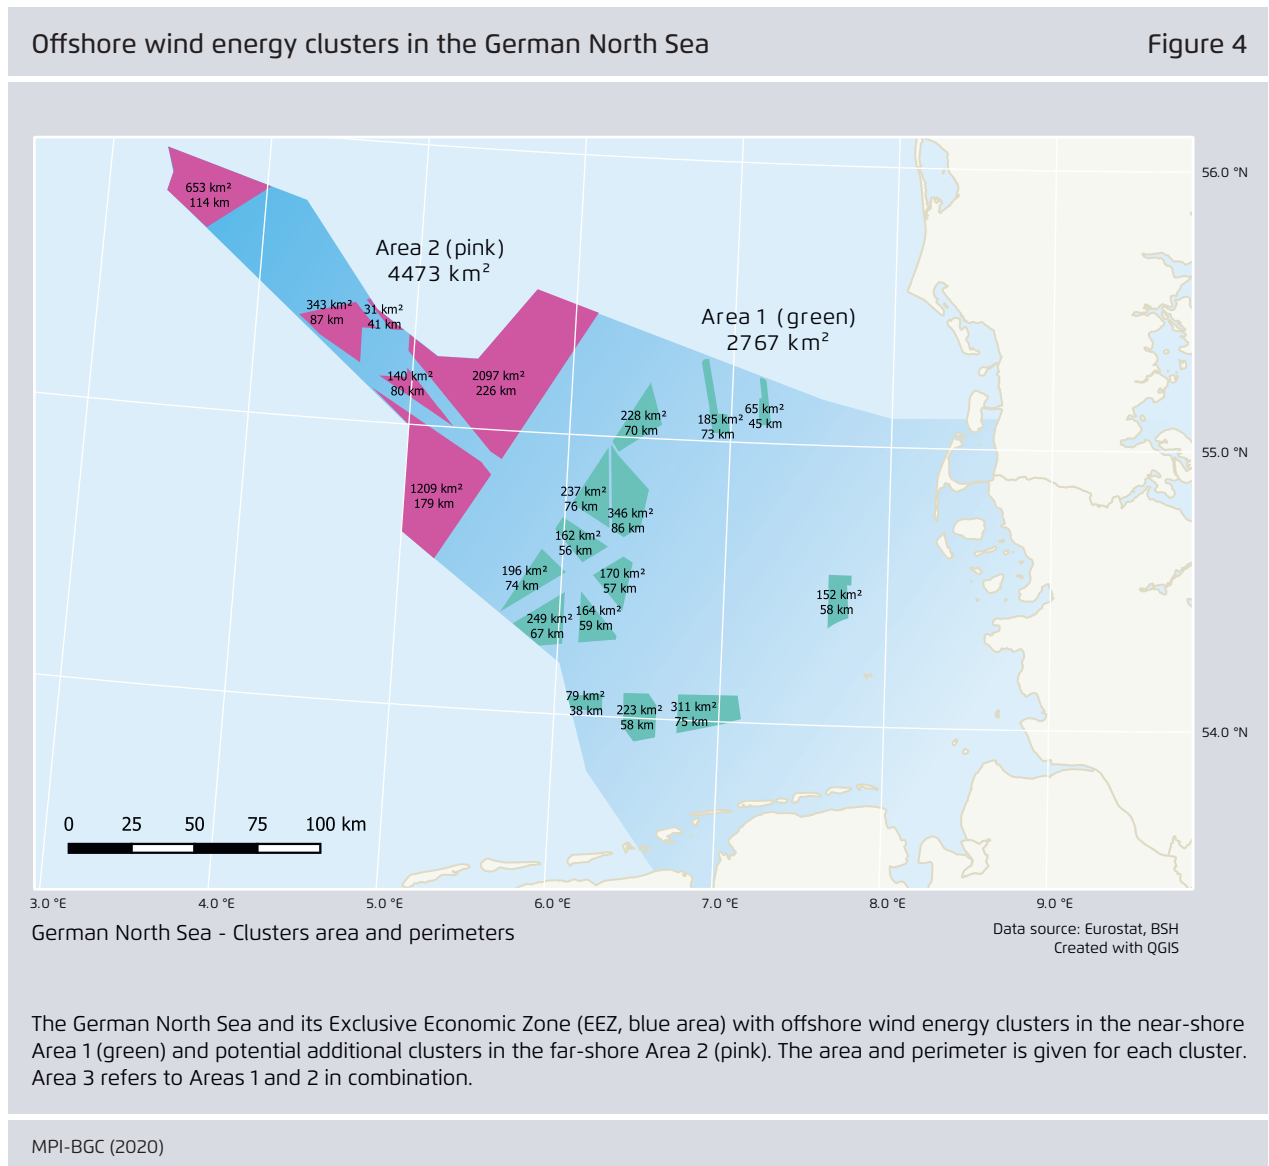 Offshore wind energy clusters in the German North Sea
Figure 4
56.0 °N
653 km²
114 km
Area 2 (pink)
4473 km²
343 km²
87 km
31 km²
41 km
Area 1 (green)
2767 km²
140 km²
80 km
2097 km²
226 km
228 km²
70 km
185 km²
73 km
65 km²
45 km
55.0 °N
1209 km²
179 km
237 km²
76 km
346 km²
86 km
162 km²
56 km
196 km²
74 km
170 km²
57 km
249 km²
67 km
164 km²
59 km
152 km²
58 km
79 km²
38 km
223 km²
58 km
311 km²
75 km
54.0 °N
0 25 50 75 100 km
3.0 °E 4.0 °E 5.0 °E 6.0 °E 7.0 °E 8.0 °E 9.0 °E
German North Sea - Clusters area and perimeters
Data source: Eurostat, BSH
Created with QGIS
The German North Sea and its Exclusive Economic Zone (EEZ, blue area) with offshore wind energy clusters in the near-shore
Area 1 (green) and potential additional clusters in the far-shore Area 2 (pink). The area and perimeter is given for each cluster.
Area 3 refers to Areas 1 and 2 in combination.
MPI-BGC (2020)